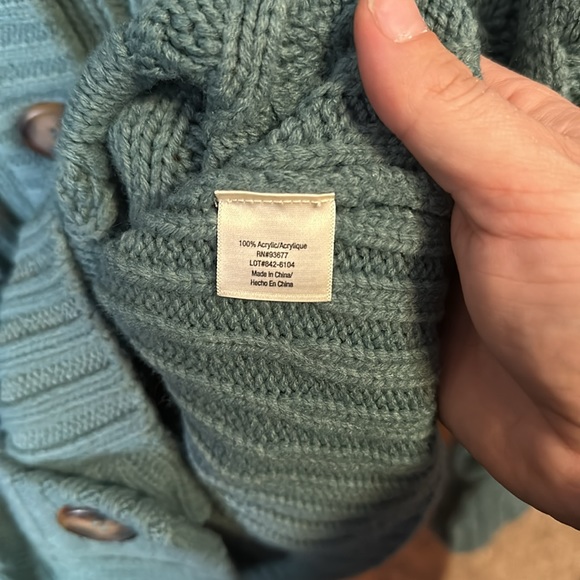 100% Acrylic/Acrylique
RN#93677
LOT#842-6104
Made in China/
Hecho En China